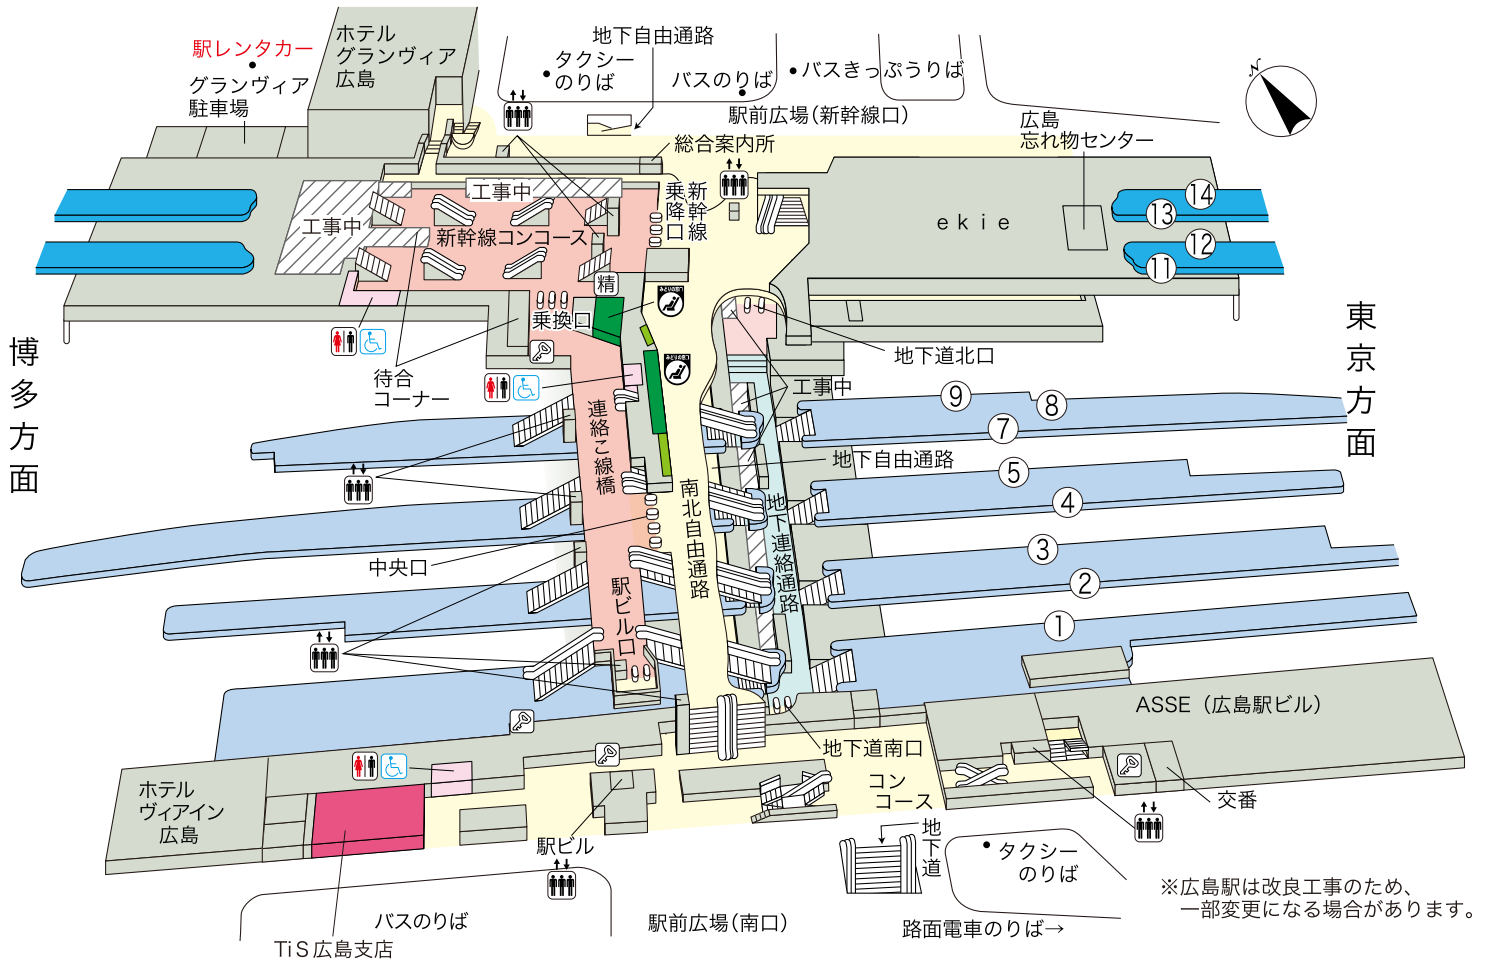 駅レンタカー
グランヴィア
駐車場
ホテル
グランヴィア
広島
地下自由通路
タクシー
のりば
バスのりば
バスきっぷうりば
駅前広場(新幹線口)
N
広島
忘れ物センター
総合案内所
工事中
工事中
新幹線
乗降口
新幹線コンコース
ekie
14
13
12
11
精
みどりの窓口
乗換口
みどりの窓口
待合
コーナー
地下道北口
工事中
博多方面
東京方面
連絡こ線橋
9
8
7
地下自由通路
5
4
南北自由通路
地下連絡通路
中央口
3
2
駅ビル口
1
ASSE(広島駅ビル)
地下道南口
コン
コース
交番
ホテル
ヴィアイン
広島
駅ビル
地下道
タクシー
のりば
※広島駅は改良工事のため、
一部変更になる場合があります。
バスのりば
駅前広場(南口)
路面電車のりば→
TiS広島支店